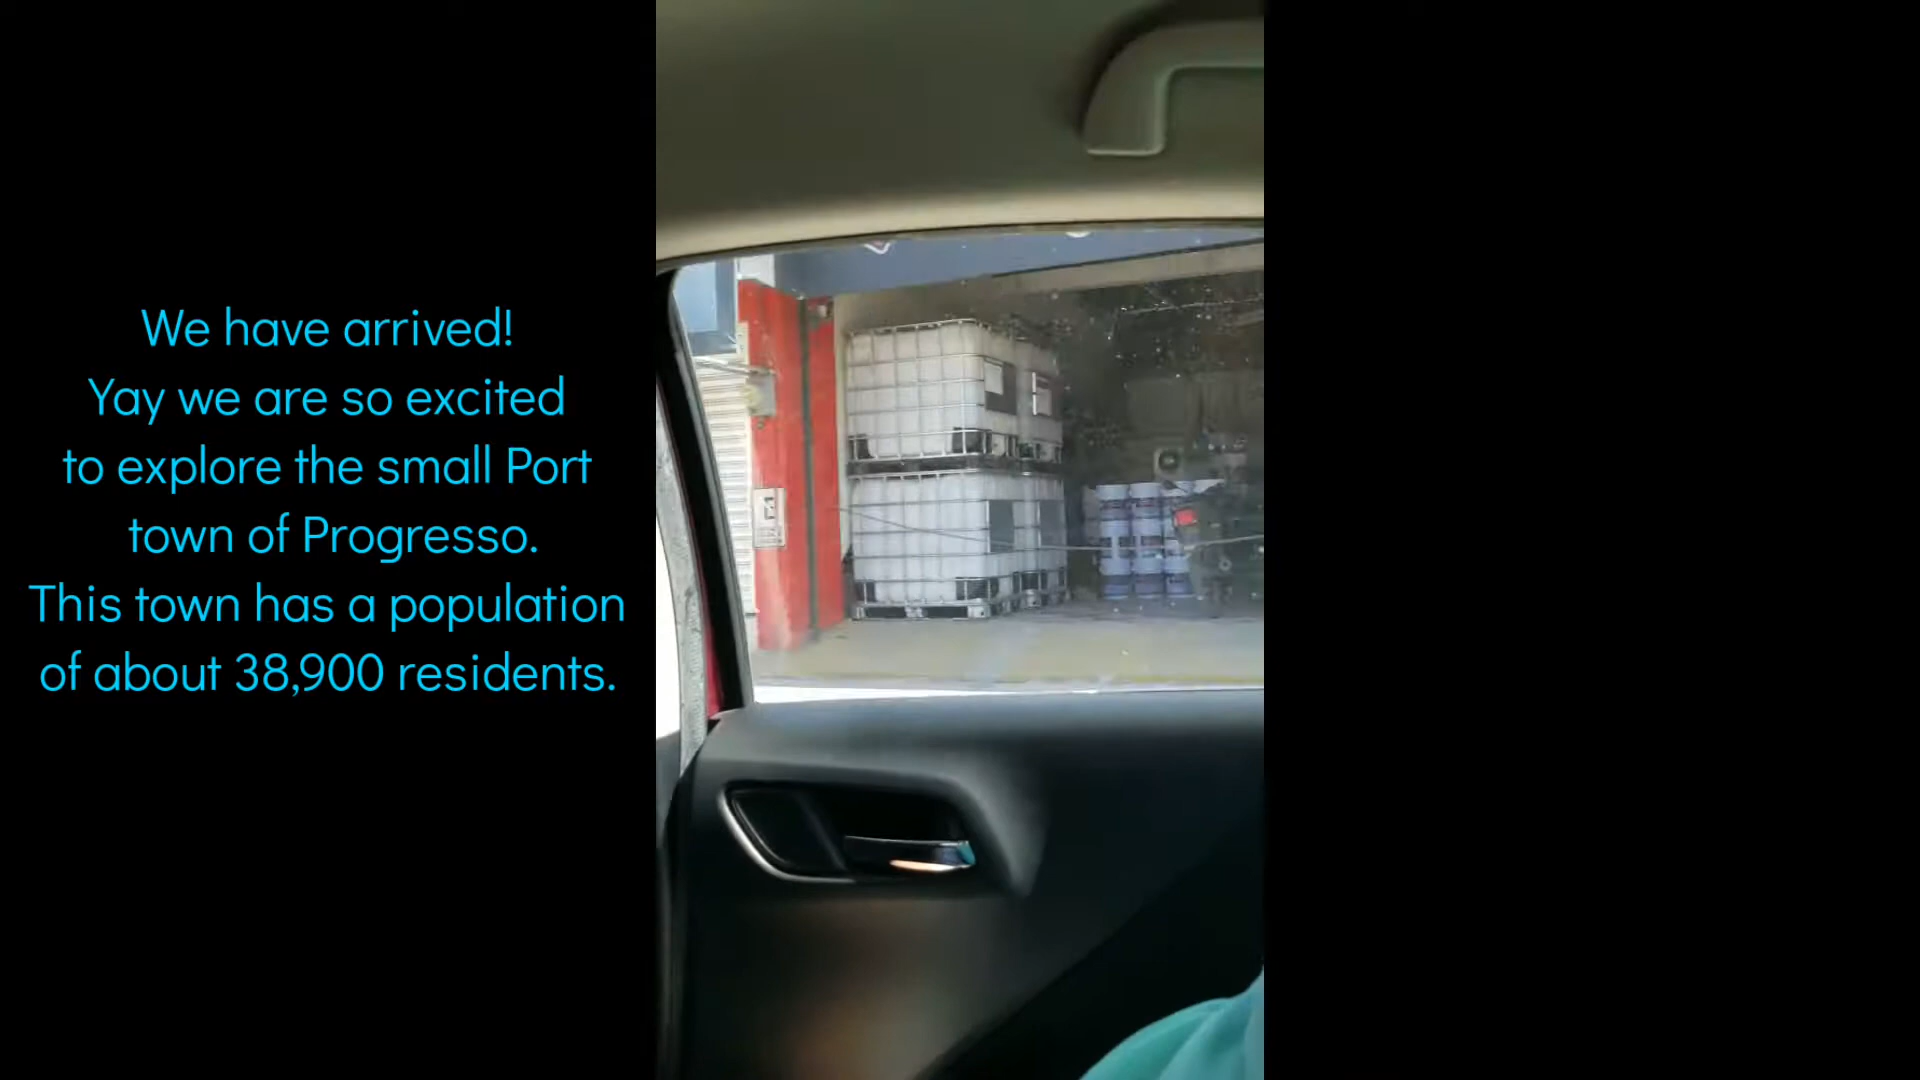 We have arrived!
Yay we are so excited
to explore the small Port
town of Progresso.
This town has a population
of about 38,900 residents.